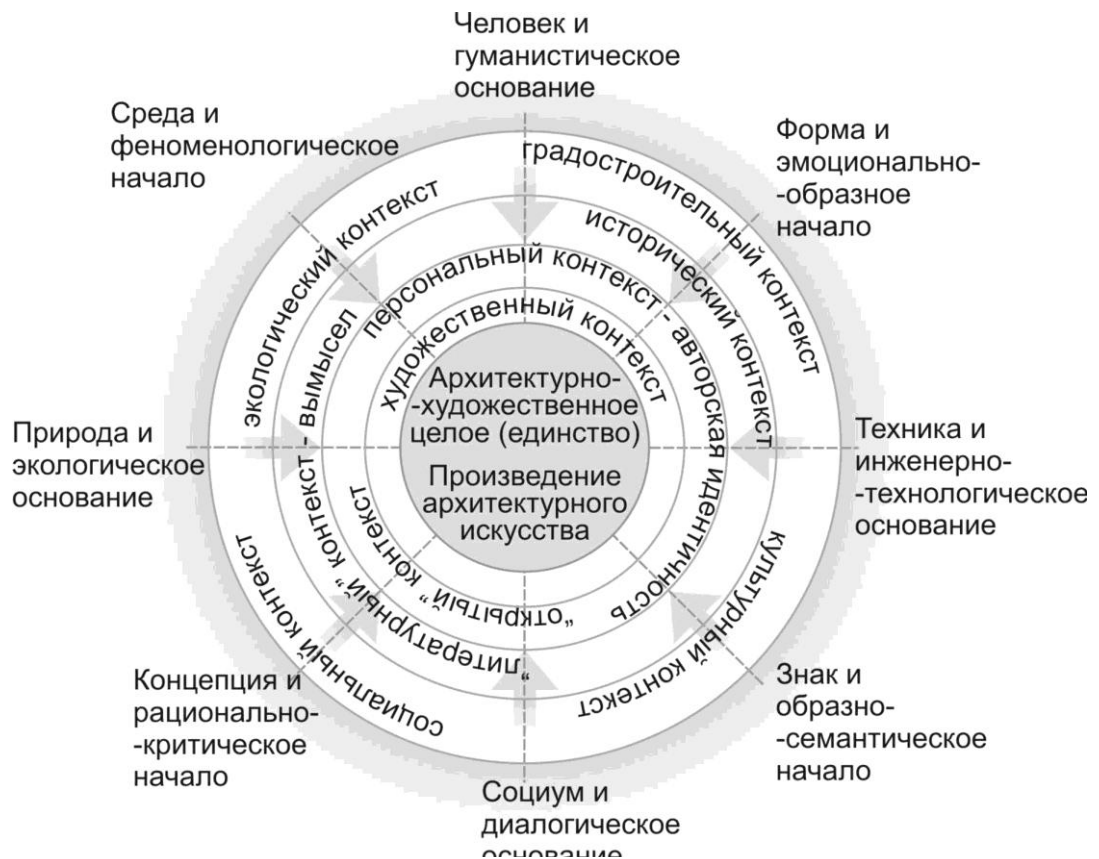 Человек и
гуманистическое
основание
Форма и
эмоционально-
-образное
начало
Техника и
инженерно-
-технологическое
основание
Знак и
образно-
-семантическое
начало
Социум и
диалогическое
основание
Концепция и
рационально-
-критическое
начало
Природа и
экологическое
основание
Среда и
феноменологическое
начало
градостроительный контекст
культурный контекст
социальный контекст
экологический контекст
исторический контекст
персональный контекст - авторская идентичность
"литературный" контекст - вымысел
художественный контекст
"открытый" контекст
Архитектурно-
-художественное
целое (единство)
Произведение
архитектурного
искусства